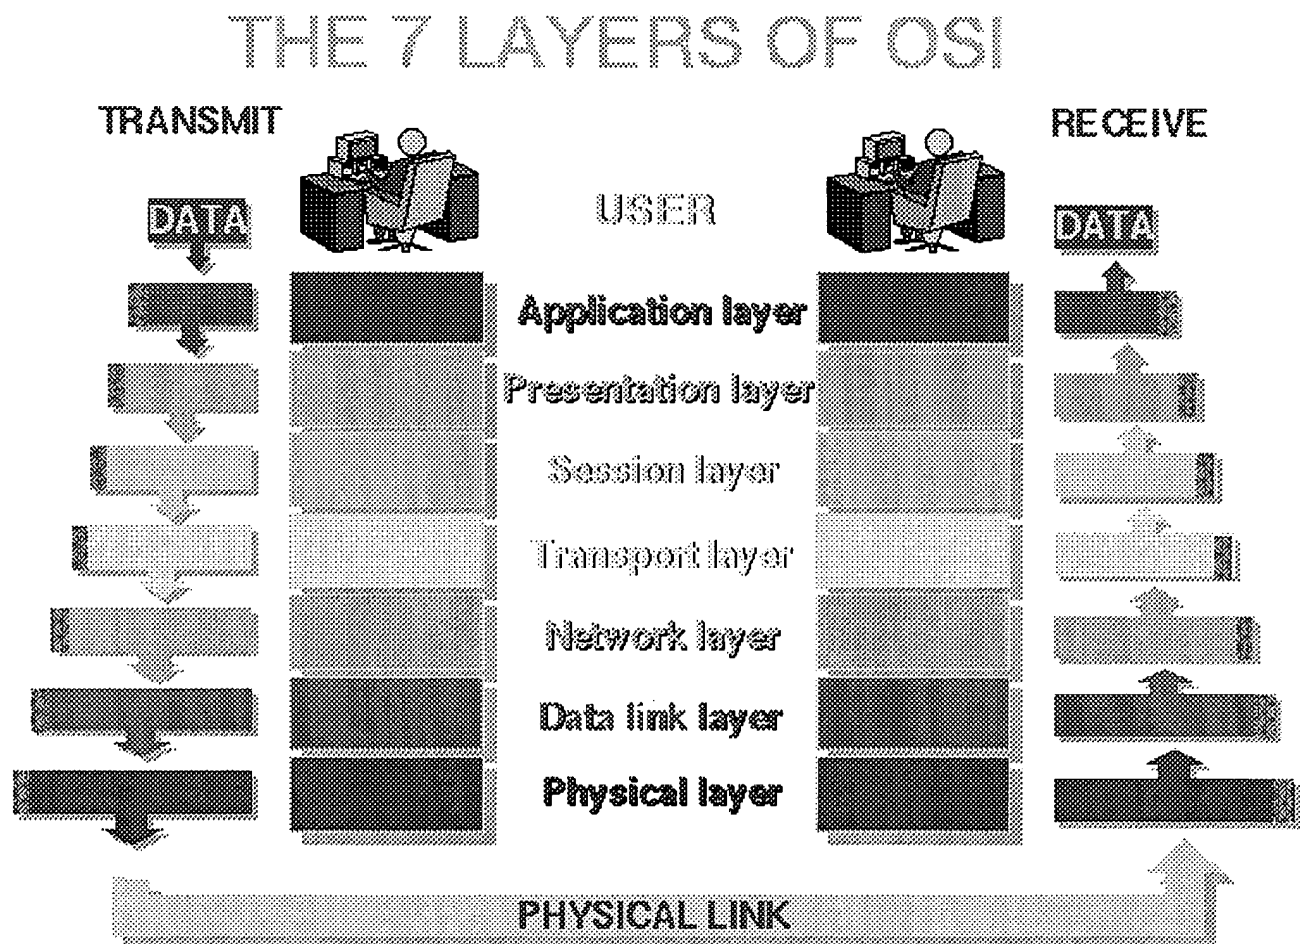 THE 7 LAYERS OF OSI
TRANSMIT
RECEIVE
DATA
USER
DATA
Application layer
Presentation layer
Session layer
Transport layer
Network layer
Data link layer
Physical layer
PHYSICAL LINK